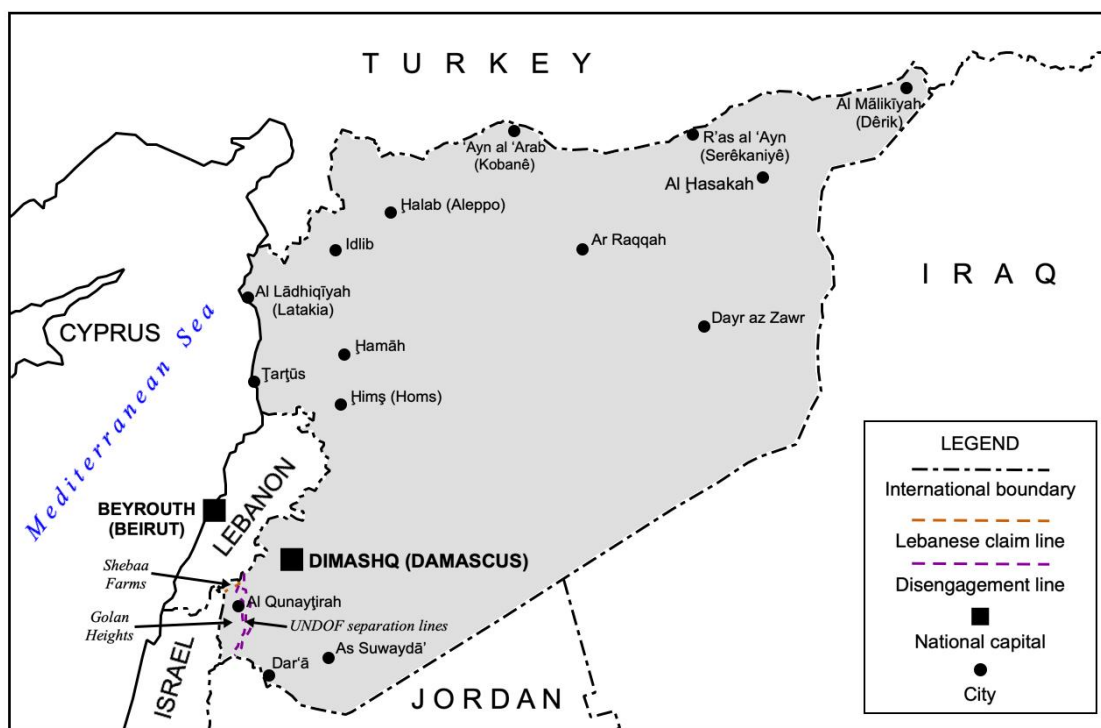 T U R K E Y
Al Mãlikīyah
(Dêrik)
'Ayn al ‘Arab
(Kobanê)
R’as al ‘Ayn
(Serêkaniyê)
Al Ḩasakah
Ḩalab (Aleppo)
Idlib
Ar Raqqah
I R A Q
Al Lādhiqīyah
(Latakia)
CYPRUS
Mediterranean Sea
Dayr az Zawr
Ḩamāh
Ţarţūs
Ḩimş (Homs)
LEBANON
BEYROUTH
(BEIRUT)
DIMASHQ (DAMASCUS)
Shebaa
Farms
Al Qunayţirah
Golan
Heights
UNDOF separation lines
ISRAEL
Dar‘ā
As Suwaydā’
JORDAN
LEGEND
International boundary
Lebanese claim line
Disengagement line
National capital
City